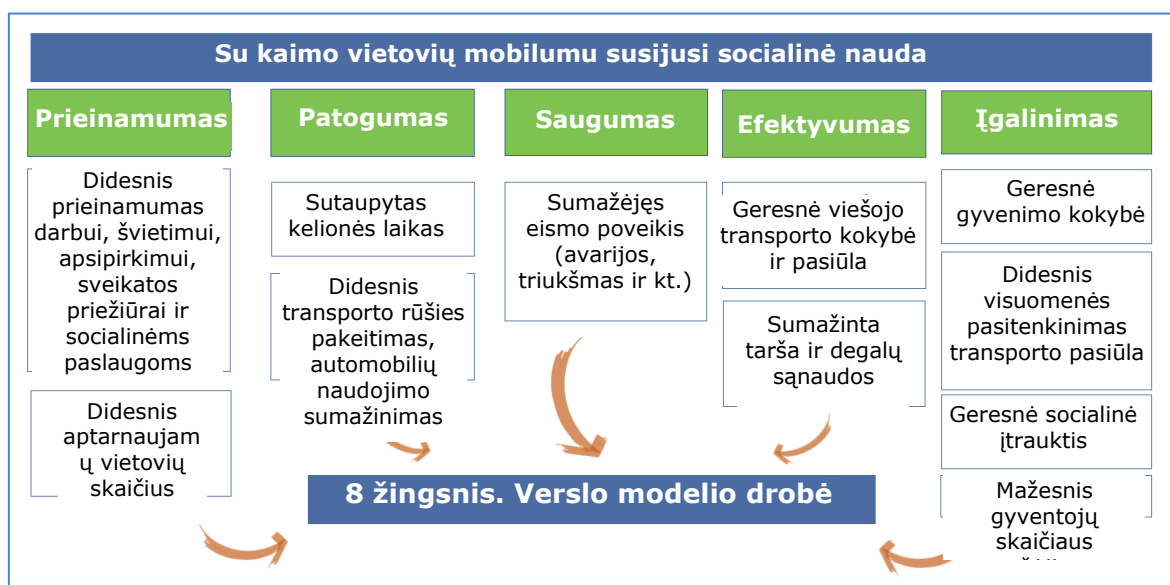 Su kaimo vietovių mobilumu susijusi socialinė nauda
Prieinamumas
Didesnis
prieinamumas
darbui, švietimui,
apsipirkimui,
sveikatos
priežiūrai ir
socialinėms
paslaugoms
Didesnis
aptarnaujam
ų vietovių
skaičius
Patogumas
Sutaupytas
kelionės laikas
Didesnis
transporto rūšies
pakeitimas,
automobilių
naudojimo
sumažinimas
Saugumas
Sumažėjęs
eismo poveikis
(avarijos,
triukšmas ir kt.)
Efektyvumas
Geresnė viešojo
transporto kokybė
ir pasiūla
Sumažinta
tarša ir degalų
sąnaudos
Įgalinimas
Geresnė
gyvenimo kokybė
Didesnis
visuomenės
pasitenkinimas
transporto pasiūla
Geresnė socialinė
įtrauktis
Mažesnis
gyventojų
skaičiaus
8 žingsnis. Verslo modelio drobė